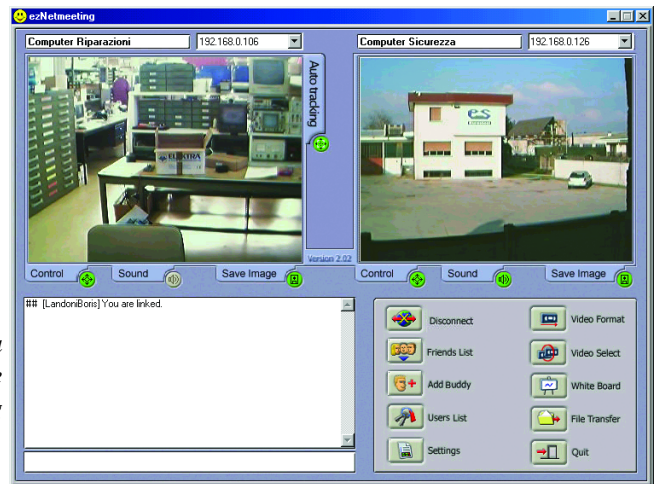 ezNetmeeting
Computer Riparazioni
192.168.0.106
Computer Sicurezza
192.168.0.126
Auto tracking
ELEKTRA
es
Version 2.02
Control
Sound
Save Image
Control
Sound
Save Image
## [LandoniBoris] You are linked.
Disconnect
Video Format
Friends List
Video Select
Add Buddy
White Board
Users List
File Transfer
Settings
Quit